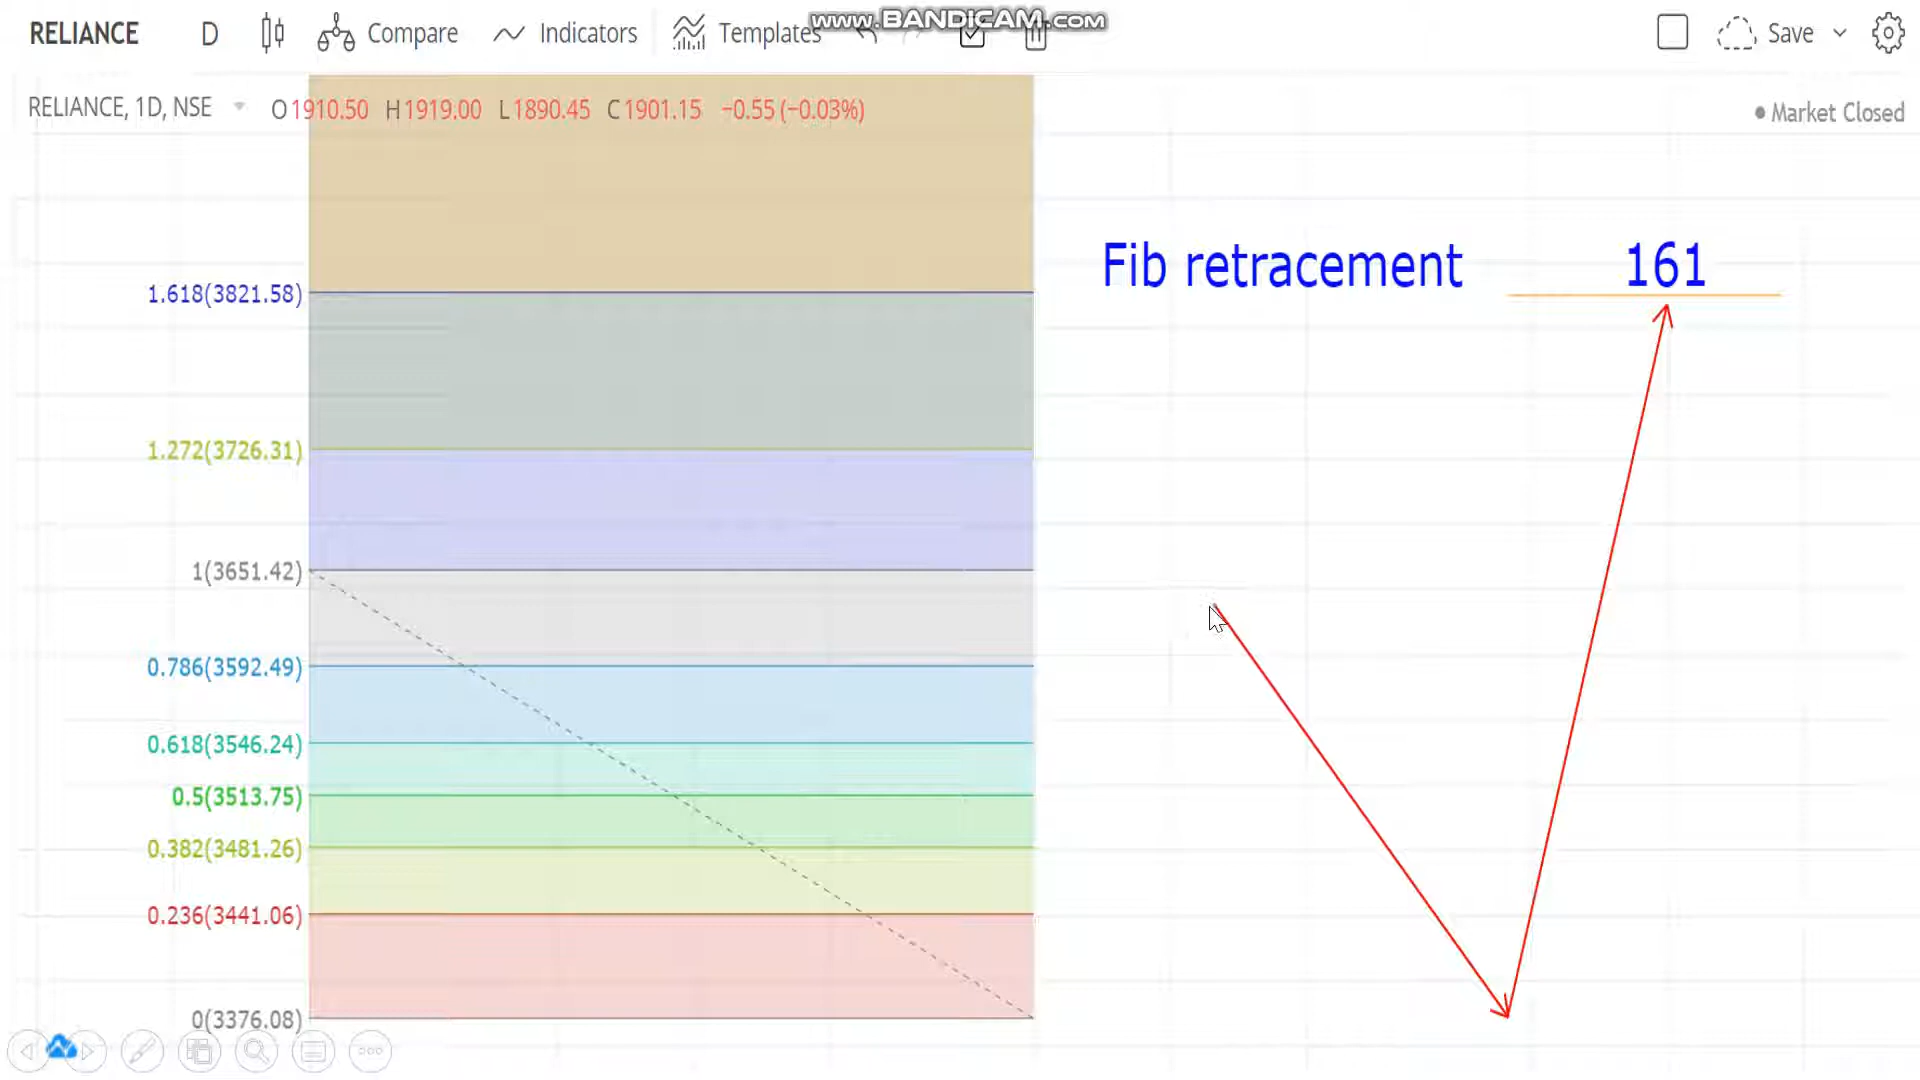 www.BANDICAM.com
RELIANCE D Compare Indicators Templates Save
RELIANCE, 1D, NSE O1910.50 H1919.00 L1890.45 C1901.15 −0.55 (−0.03%)
Market Closed
Fib retracement 161
1.618(3821.58)
1.272(3726.31)
1(3651.42)
0.786(3592.49)
0.618(3546.24)
0.5(3513.75)
0.382(3481.26)
0.236(3441.06)
0(3376.08)